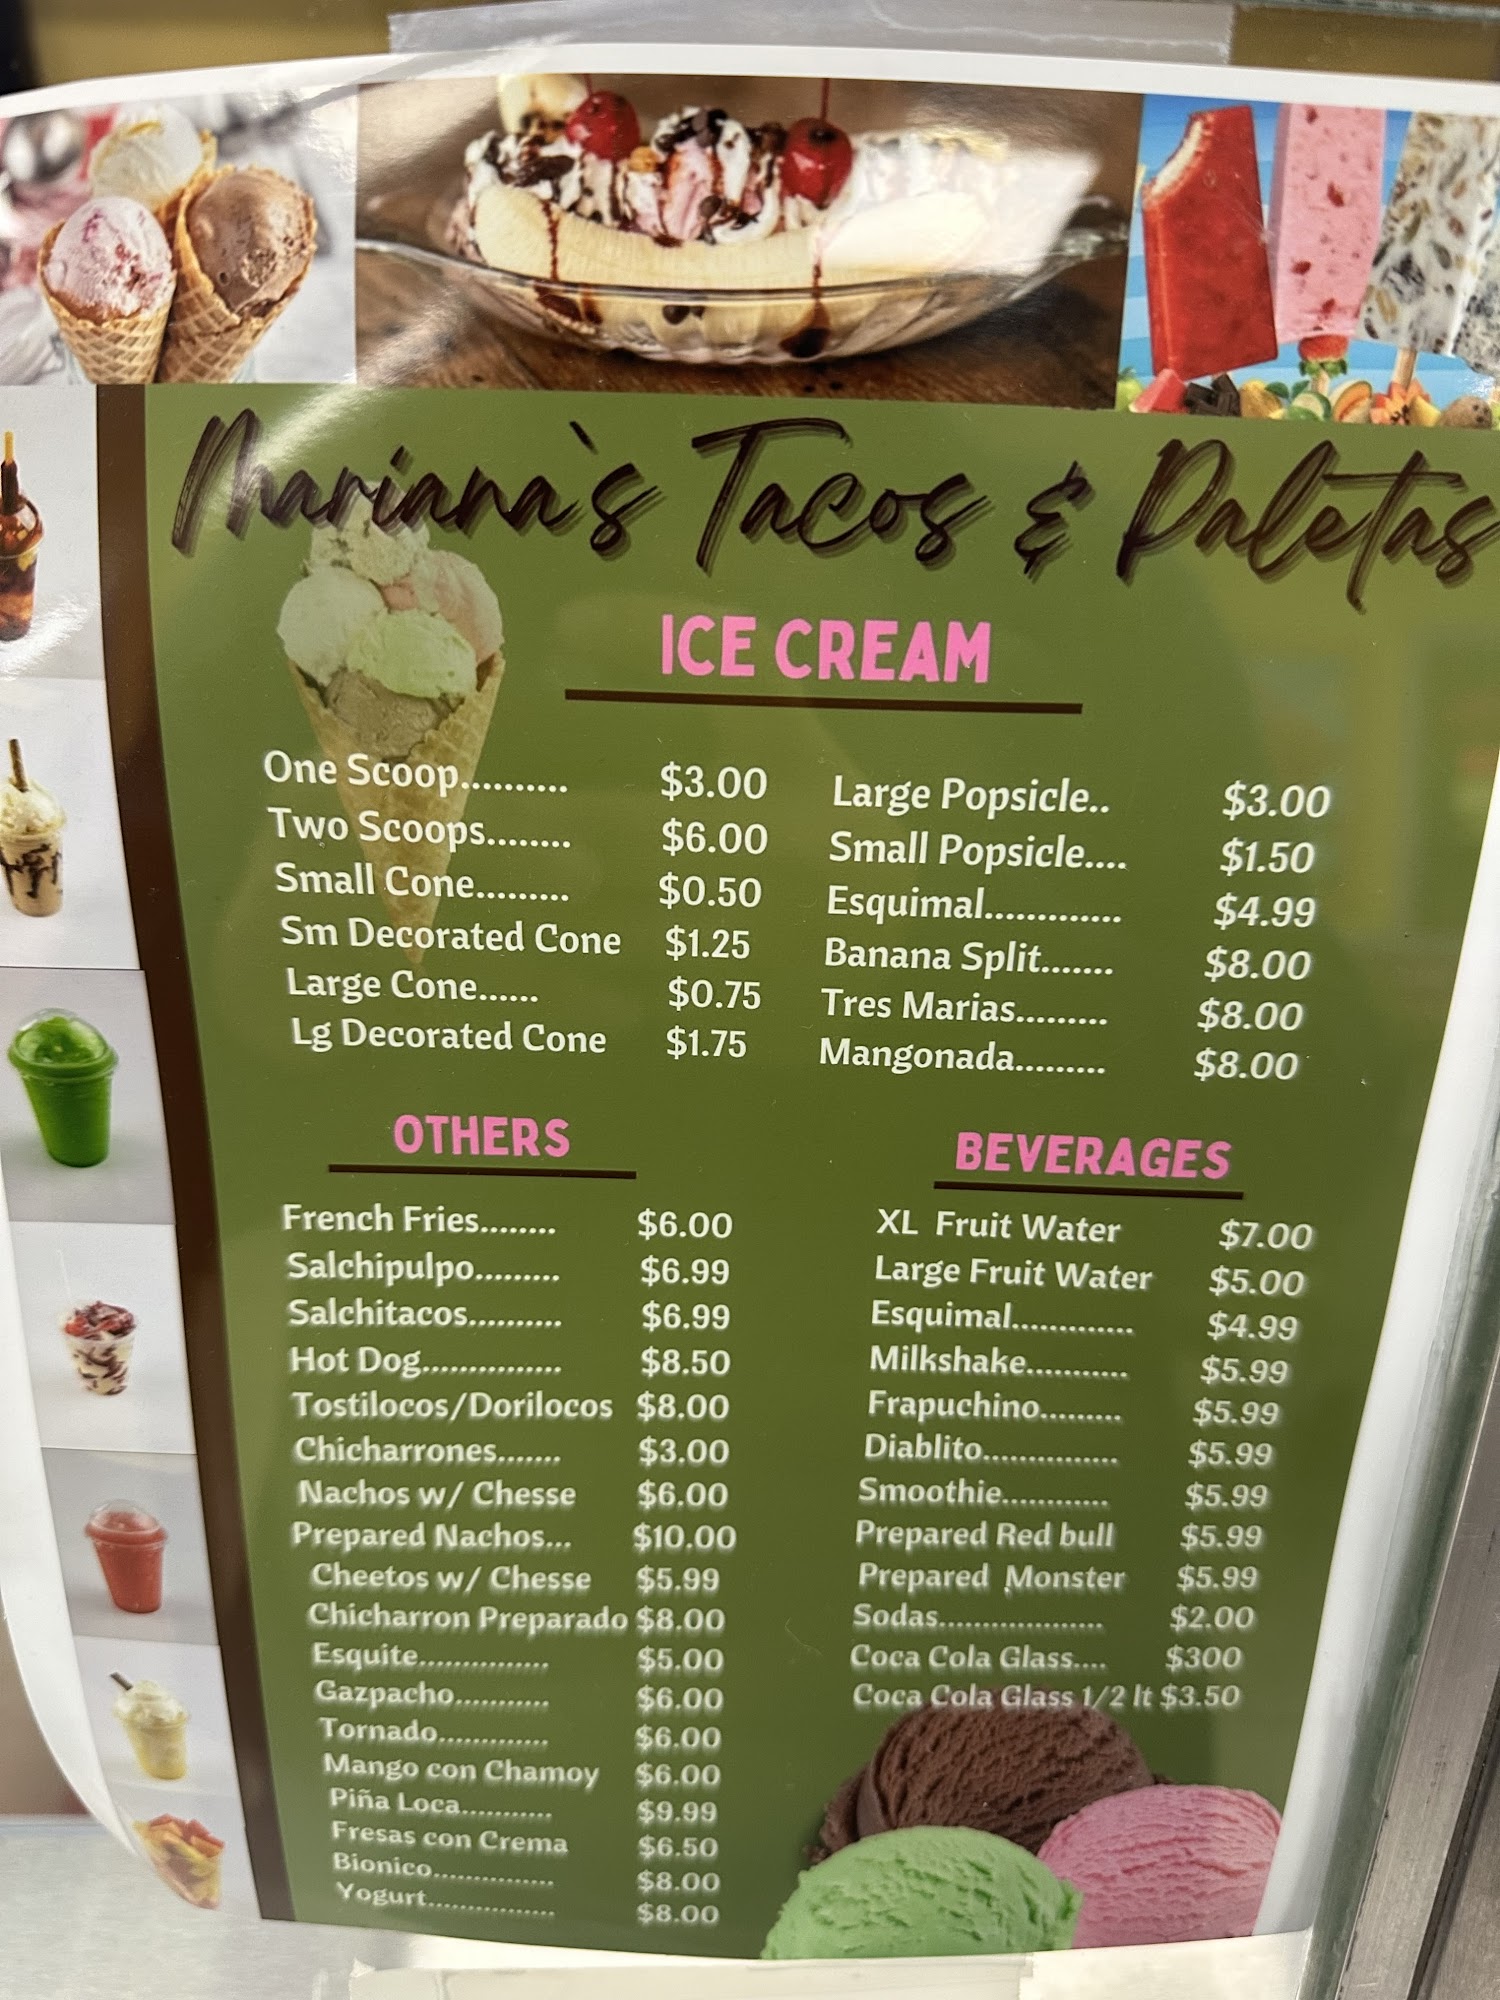 Mariana's Tacos & Paletas
ICE CREAM
One Scoop.......... $3.00
Two Scoops........ $6.00
Small Cone......... $0.50
Sm Decorated Cone $1.25
Large Cone...... $0.75
Lg Decorated Cone $1.75
Large Popsicle.. $3.00
Small Popsicle.... $1.50
Esquimal............. $4.99
Banana Split....... $8.00
Tres Marias......... $8.00
Mangonada......... $8.00
OTHERS
French Fries........ $6.00
Salchipulpo......... $6.99
Salchitacos.......... $6.99
Hot Dog............... $8.50
Tostilocos/Dorilocos $8.00
Chicharrones....... $3.00
Nachos w/ Chesse $6.00
Prepared Nachos... $10.00
Cheetos w/ Chesse $5.99
Chicharron Preparado $8.00
Esquite............... $5.00
Gazpacho........... $6.00
Tornado............. $6.00
Mango con Chamoy $6.00
Piña Loca........... $9.99
Fresas con Crema $6.50
Bionico............... $8.00
Yogurt................ $8.00
BEVERAGES
XL Fruit Water $7.00
Large Fruit Water $5.00
Esquimal............. $4.99
Milkshake........... $5.99
Frapuchino......... $5.99
Diablito............... $5.99
Smoothie............ $5.99
Prepared Red bull $5.99
Prepared Monster $5.99
Sodas.................... $2.00
Coca Cola Glass.... $300
Coca Cola Glass 1/2 lt $3.50